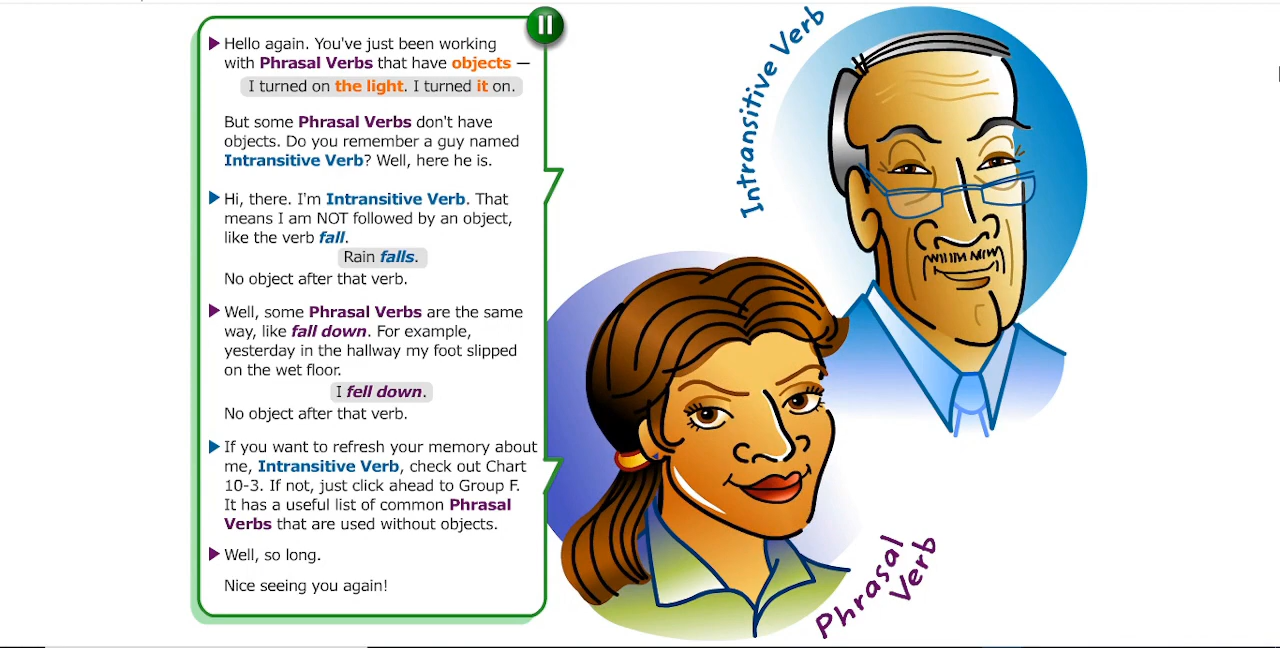 Hello again. You've just been working
with Phrasal Verbs that have objects —
I turned on the light. I turned it on.
But some Phrasal Verbs don't have
objects. Do you remember a guy named
Intransitive Verb? Well, here he is.
Hi, there. I'm Intransitive Verb. That
means I am NOT followed by an object,
like the verb fall.
Rain falls.
No object after that verb.
Well, some Phrasal Verbs are the same
way, like fall down. For example,
yesterday in the hallway my foot slipped
on the wet floor.
I fell down.
No object after that verb.
If you want to refresh your memory about
me, Intransitive Verb, check out Chart
10-3. If not, just click ahead to Group F.
It has a useful list of common Phrasal
Verbs that are used without objects.
Well, so long.
Nice seeing you again!
Intransitive Verb
Phrasal
Verb